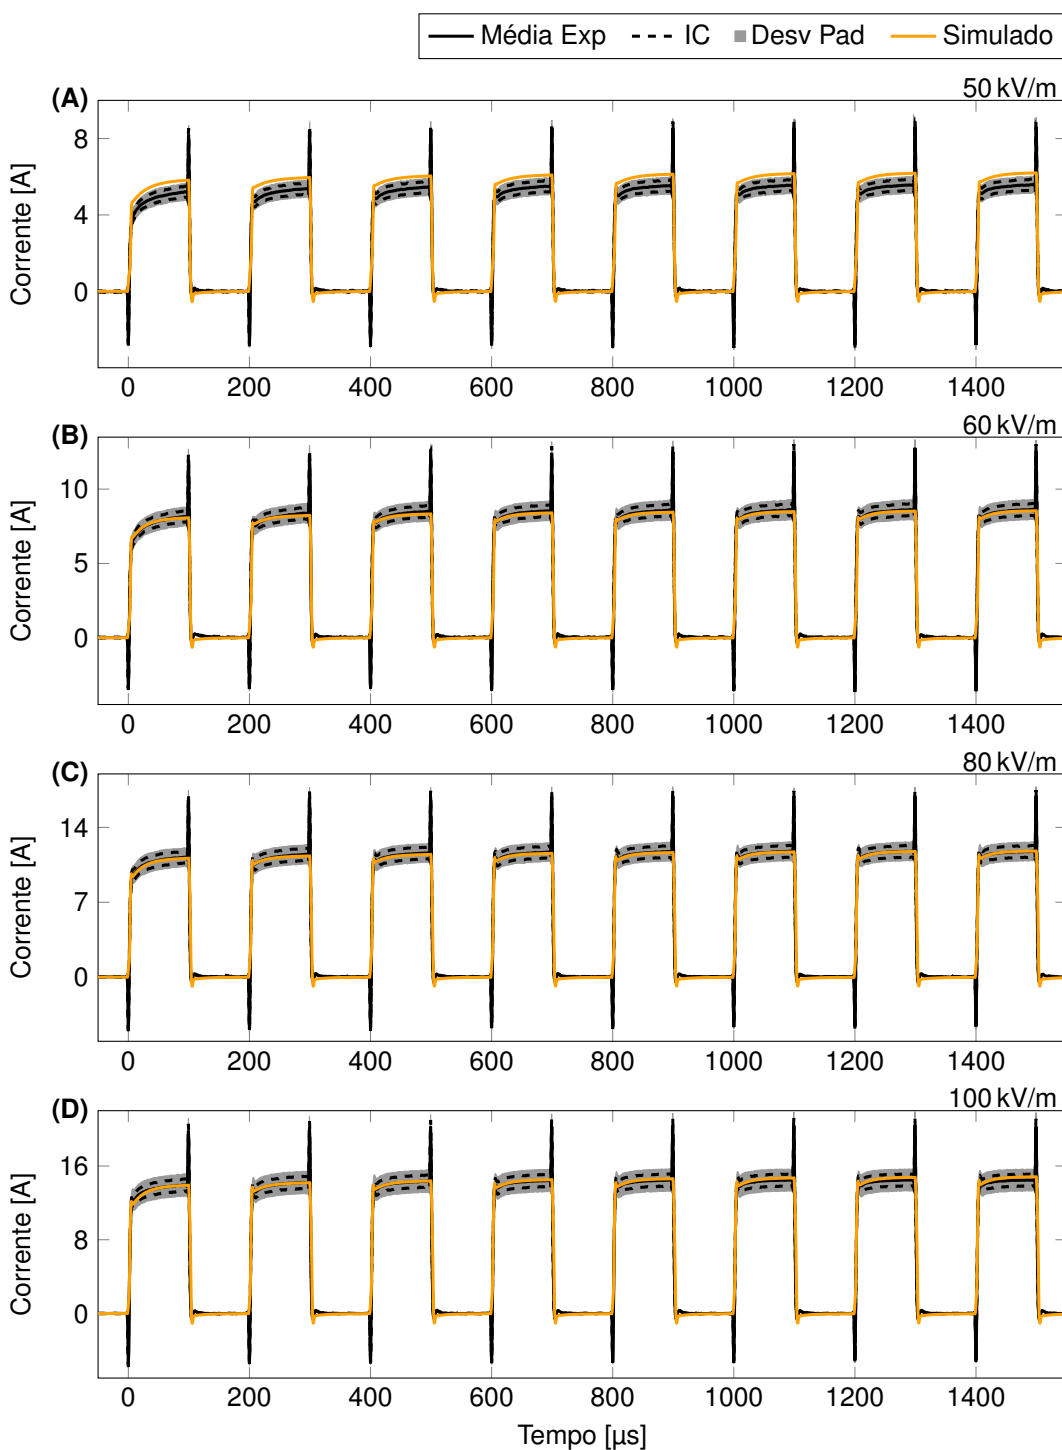 Média Exp IC Desv Pad Simulado
(A) 50 kV/m
8
4
0
Corrente [A]
0 200 400 600 800 1000 1200 1400
(B) 60 kV/m
10
5
0
Corrente [A]
0 200 400 600 800 1000 1200 1400
(C) 80 kV/m
14
7
0
Corrente [A]
0 200 400 600 800 1000 1200 1400
(D) 100 kV/m
16
8
0
Corrente [A]
0 200 400 600 800 1000 1200 1400
Tempo [µs]